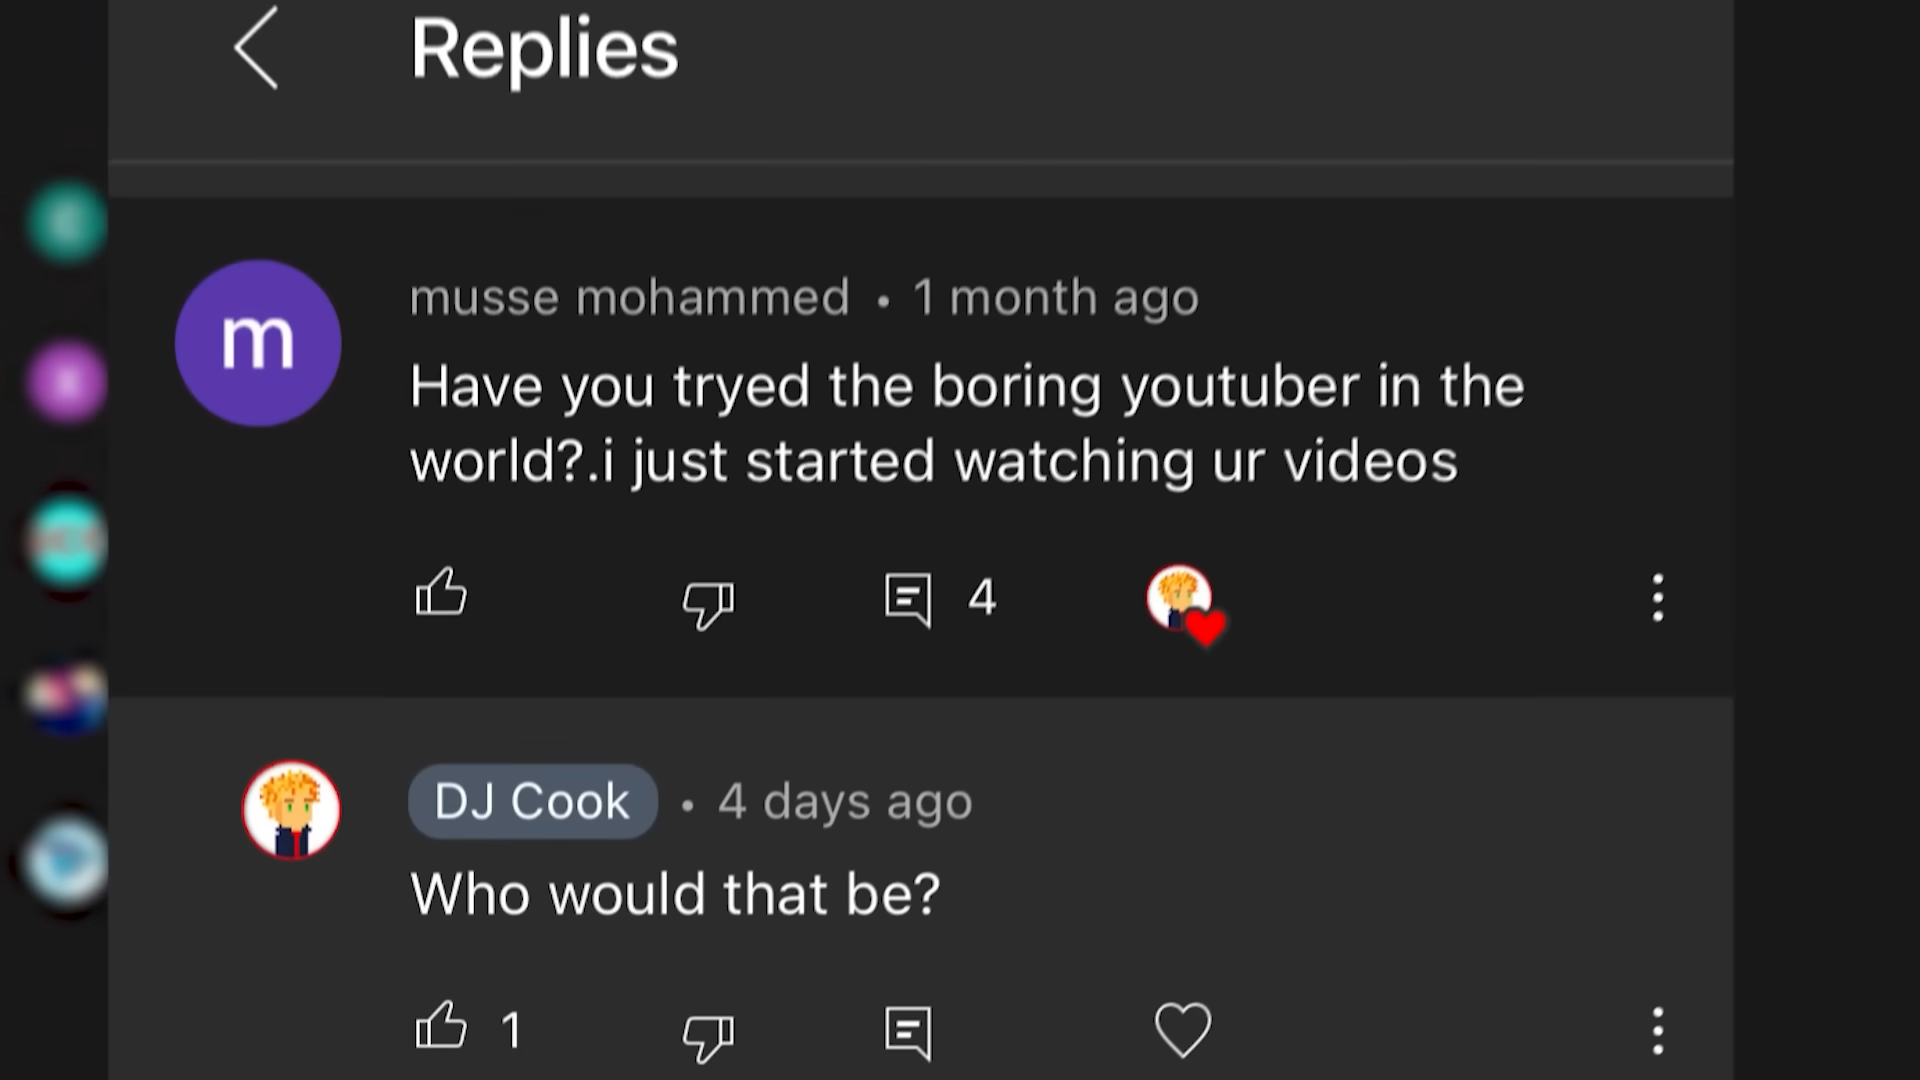 Replies
m
musse mohammed • 1 month ago
Have you tryed the boring youtuber in the
world?.i just started watching ur videos
4
DJ Cook • 4 days ago
Who would that be?
1